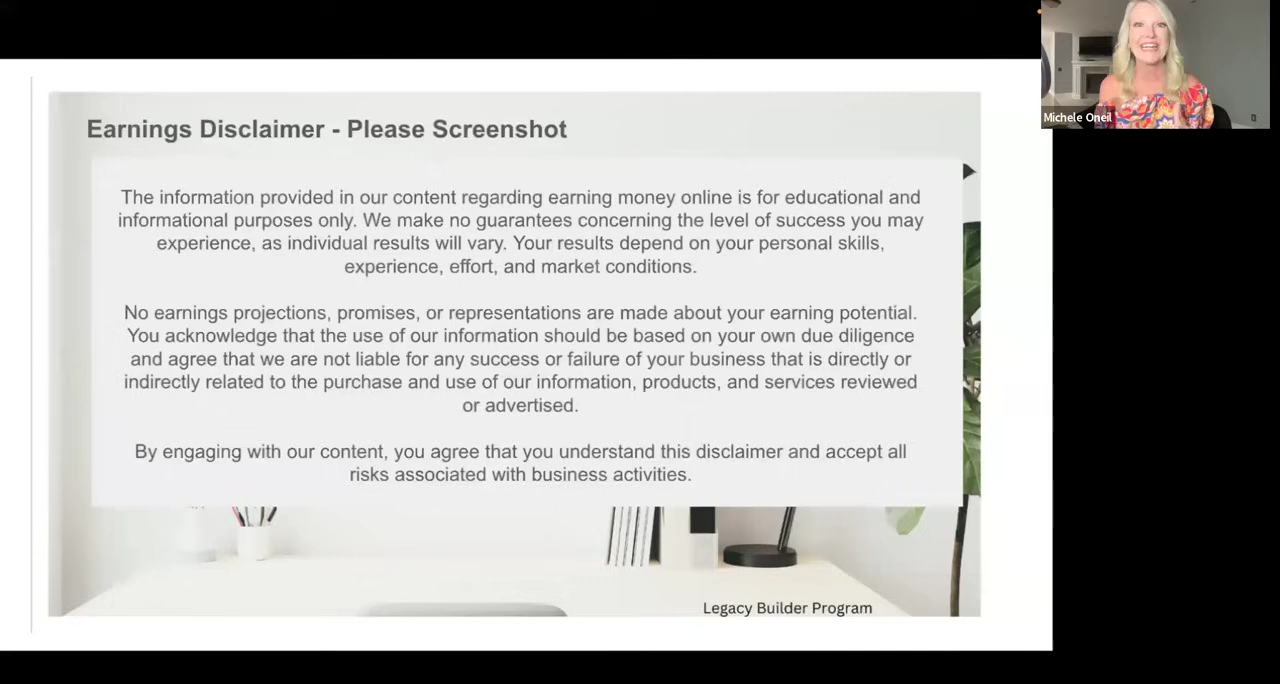 Earnings Disclaimer - Please Screenshot
The information provided in our content regarding earning money online is for educational and
informational purposes only. We make no guarantees concerning the level of success you may
experience, as individual results will vary. Your results depend on your personal skills,
experience, effort, and market conditions.
No earnings projections, promises, or representations are made about your earning potential.
You acknowledge that the use of our information should be based on your own due diligence
and agree that we are not liable for any success or failure of your business that is directly or
indirectly related to the purchase and use of our information, products, and services reviewed
or advertised.
By engaging with our content, you agree that you understand this disclaimer and accept all
risks associated with business activities.
Legacy Builder Program
Michele Oneil